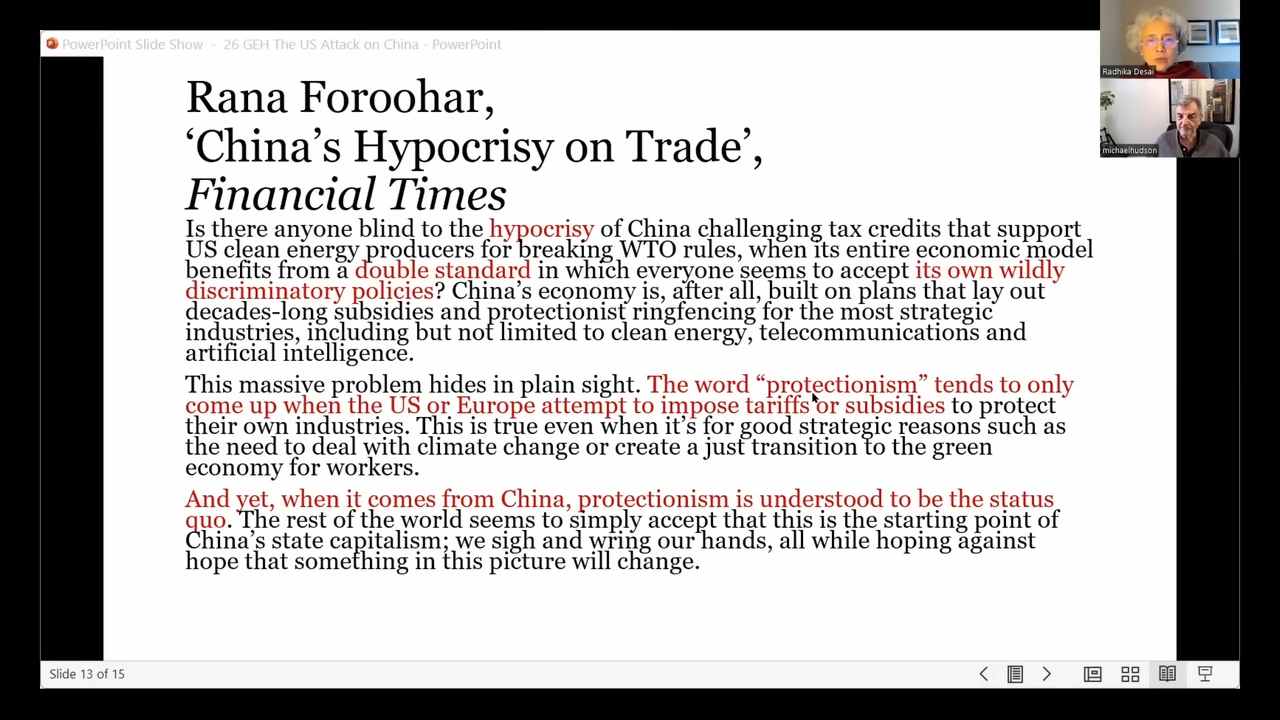 PowerPoint Slide Show - 26 GEH The US Attack on China - PowerPoint
Radhika Desai
michaelhudson
Rana Foroohar,
‘China’s Hypocrisy on Trade’,
Financial Times
Is there anyone blind to the hypocrisy of China challenging tax credits that support
US clean energy producers for breaking WTO rules, when its entire economic model
benefits from a double standard in which everyone seems to accept its own wildly
discriminatory policies? China’s economy is, after all, built on plans that lay out
decades-long subsidies and protectionist ringfencing for the most strategic
industries, including but not limited to clean energy, telecommunications and
artificial intelligence.
This massive problem hides in plain sight. The word “protectionism” tends to only
come up when the US or Europe attempt to impose tariffs or subsidies to protect
their own industries. This is true even when it’s for good strategic reasons such as
the need to deal with climate change or create a just transition to the green
economy for workers.
And yet, when it comes from China, protectionism is understood to be the status
quo. The rest of the world seems to simply accept that this is the starting point of
China’s state capitalism; we sigh and wring our hands, all while hoping against
hope that something in this picture will change.
Slide 13 of 15